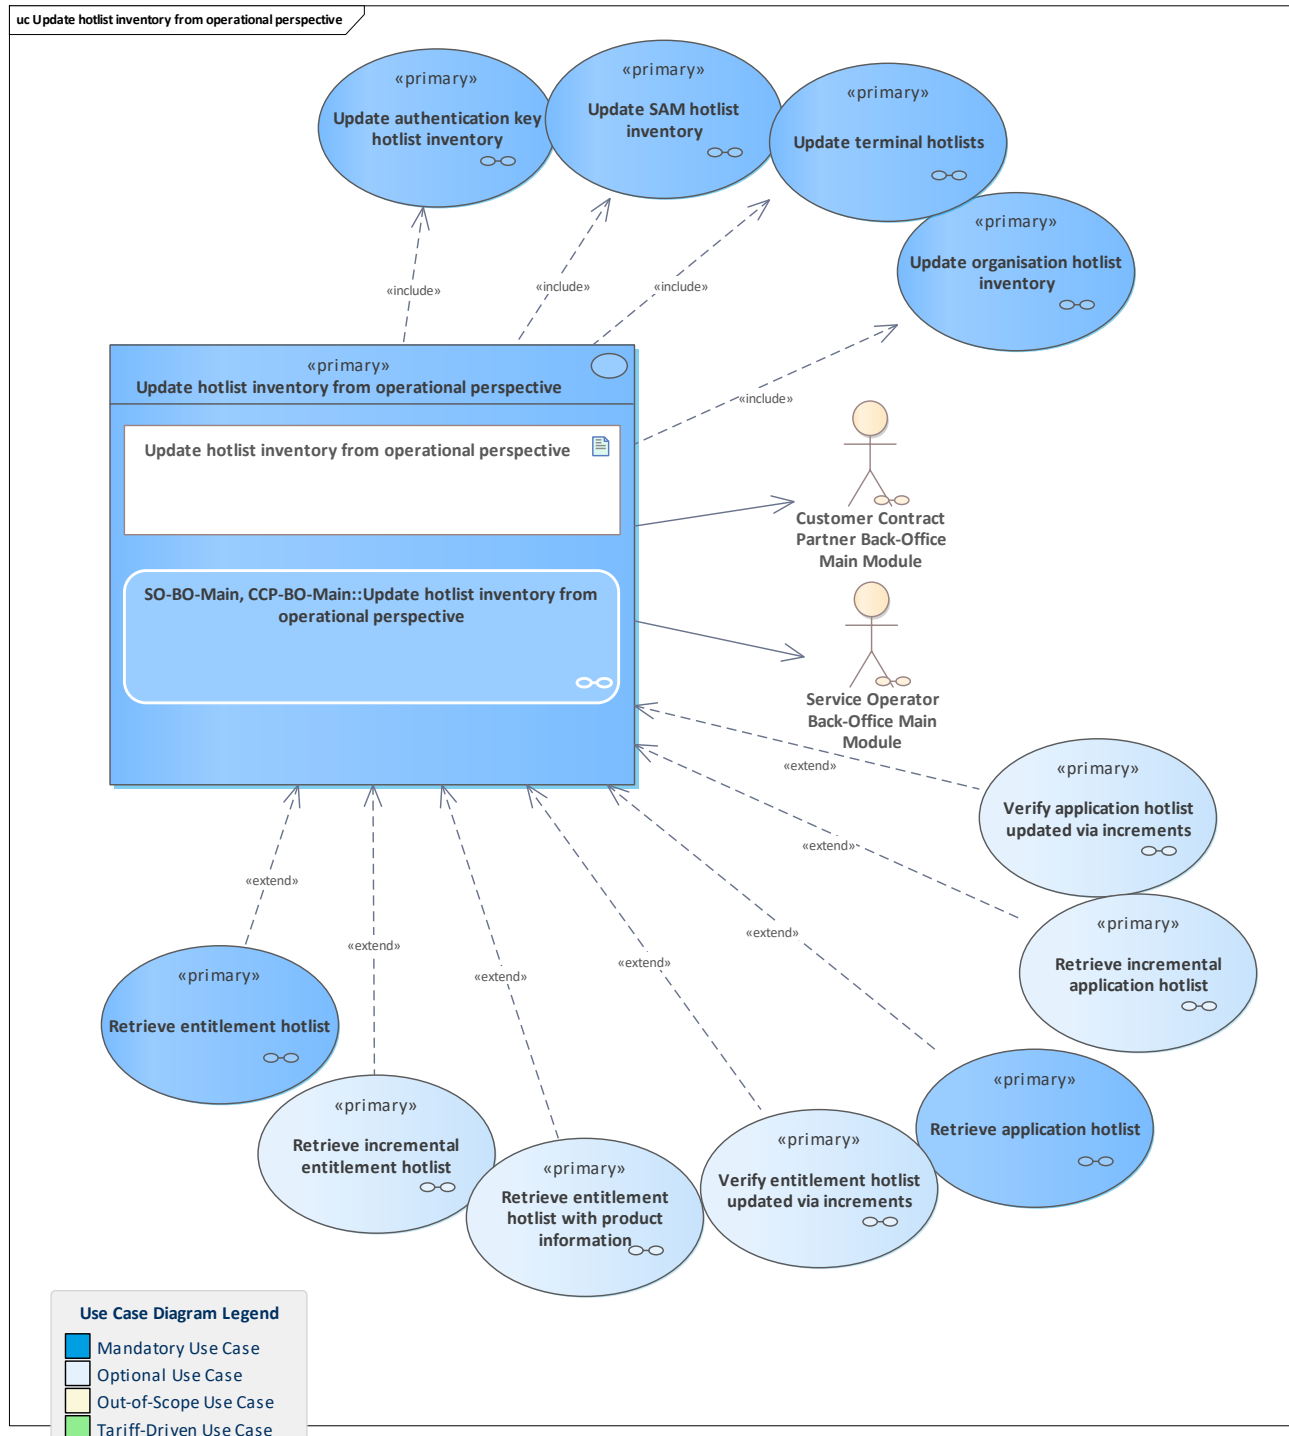 uc Update hotlist inventory from operational perspective
«primary»
Update authentication key
hotlist inventory
«primary»
Update SAM hotlist
inventory
«primary»
Update terminal hotlists
«primary»
Update organisation hotlist
inventory
«include»
«include»
«include»
«include»
«primary»
Update hotlist inventory from operational perspective
Update hotlist inventory from operational perspective
SO-BO-Main, CCP-BO-Main::Update hotlist inventory from
operational perspective
Customer Contract
Partner Back-Office
Main Module
Service Operator
Back-Office Main
Module
«extend»
«primary»
Verify application hotlist
updated via increments
«extend»
«primary»
Retrieve incremental
application hotlist
«extend»
«extend»
«extend»
«extend»
«extend»
«primary»
Retrieve entitlement hotlist
«primary»
Retrieve incremental
entitlement hotlist
«primary»
Retrieve entitlement
hotlist with product
information
«primary»
Verify entitlement hotlist
updated via increments
«primary»
Retrieve application hotlist
Use Case Diagram Legend
Mandatory Use Case
Optional Use Case
Out-of-Scope Use Case
Tariff-Driven Use Case